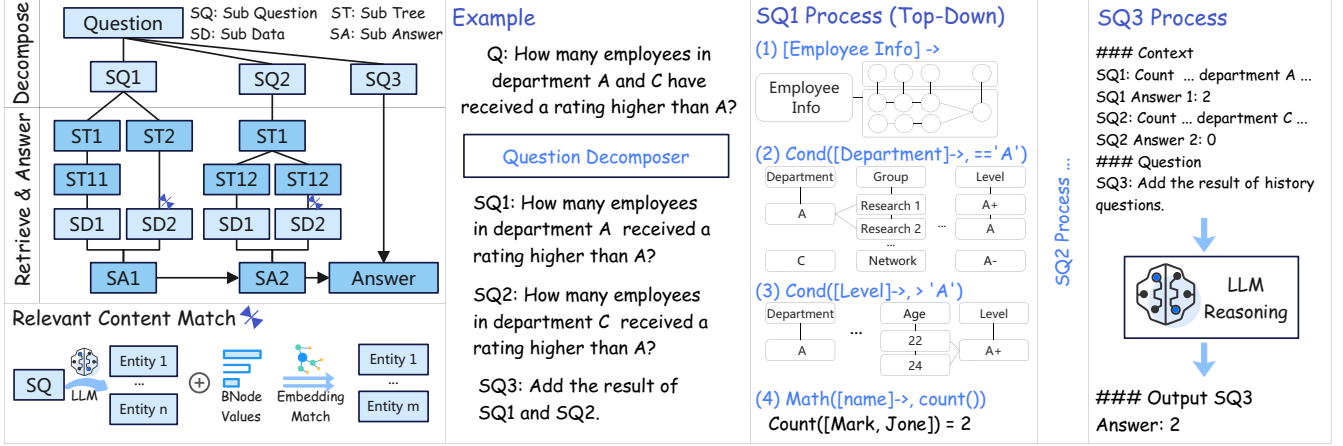 Decompose
Retrieve & Answer
Question
SQ: Sub Question
ST: Sub Tree
SD: Sub Data
SA: Sub Answer
SQ1
SQ2
SQ3
ST1
ST2
ST1
ST11
ST12
ST12
SD1
SD2
SD1
SD2
SA1
SA2
Answer
Relevant Content Match
SQ
LLM
Entity 1
...
Entity n
BNode
Values
Embedding
Match
Entity 1
....
Entity m
Example
Q: How many employees in
department A and C have
received a rating higher than A?
Question Decomposer
SQ1: How many employees
in department A received a
rating higher than A?
SQ2: How many employees
in department C received a
rating higher than A?
SQ3: Add the result of
SQ1 and SQ2.
SQ1 Process (Top-Down)
(1) [Employee Info] ->
Employee
Info
(2) Cond([Department]->, =='A')
Department
Group
Level
A
Research 1
A+
Research 2
...
A
...
C
Network
A-
(3) Cond([Level]->, > 'A')
Department
Age
Level
...
22
A
A+
24
(4) Math([name]->, count())
Count([Mark, Jone]) = 2
SQ2 Process ...
SQ3 Process
### Context
SQ1: Count ... department A ...
SQ1 Answer 1: 2
SQ2: Count ... department C ...
SQ2 Answer 2: 0
### Question
SQ3: Add the result of history
questions.
LLM
Reasoning
### Output SQ3
Answer: 2